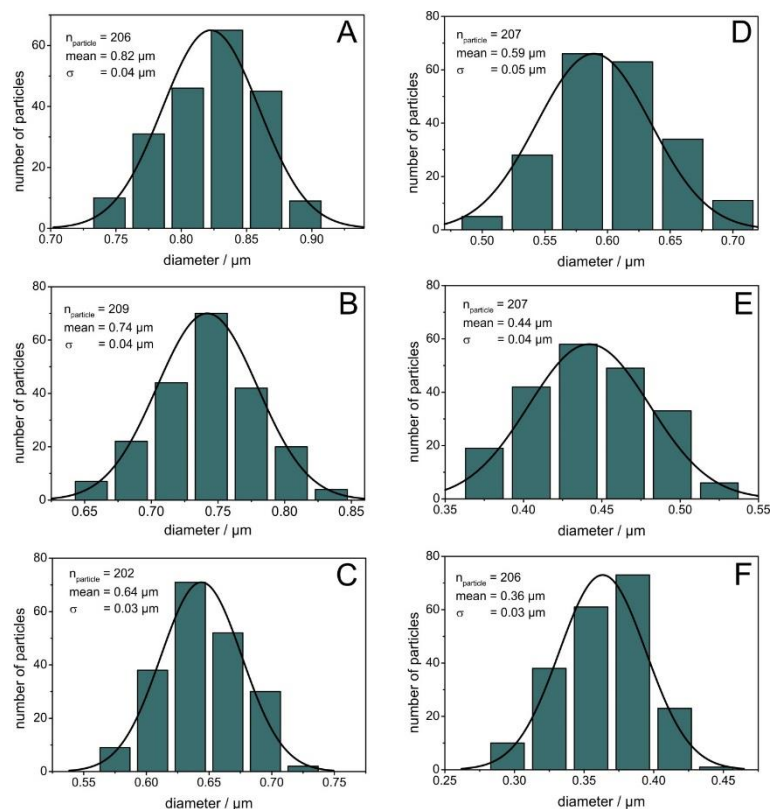 A
n particle = 206
mean = 0.82 µm
σ = 0.04 µm
number of particles
60
40
20
0
0.70 0.75 0.80 0.85 0.90
diameter / µm
D
n particle = 207
mean = 0.59 µm
σ = 0.05 µm
number of particles
80
60
40
20
0
0.50 0.55 0.60 0.65 0.70
diameter / µm
B
n particle = 209
mean = 0.74 µm
σ = 0.04 µm
number of particles
80
60
40
20
0
0.65 0.70 0.75 0.80 0.85
diameter / µm
E
n particle = 207
mean = 0.44 µm
σ = 0.04 µm
number of particles
80
60
40
20
0
0.35 0.40 0.45 0.50 0.55
diameter / µm
C
n particle = 202
mean = 0.64 µm
σ = 0.03 µm
number of particles
80
60
40
20
0
0.55 0.60 0.65 0.70 0.75
diameter / µm
F
n particle = 206
mean = 0.36 µm
σ = 0.03 µm
number of particles
80
60
40
20
0
0.25 0.30 0.35 0.40 0.45
diameter / µm